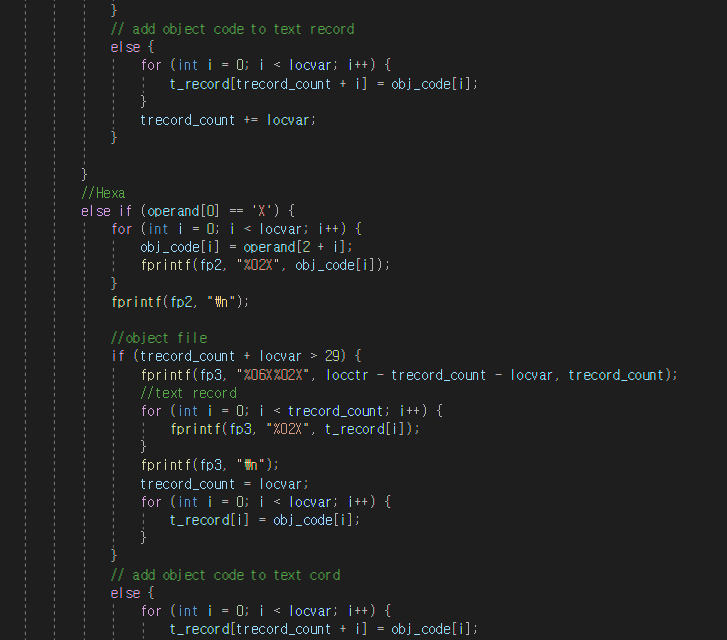 }
// add object code to text record
else {
for (int i = 0; i < locvar; i++) {
t_record[trecord_count + i] = obj_code[i];
}
trecord_count += locvar;
}
}
//Hexa
else if (operand[0] == 'X') {
for (int i = 0; i < locvar; i++) {
obj_code[i] = operand[2 + i];
fprintf(fp2, "%02X", obj_code[i]);
}
fprintf(fp2, "₩n");
//object file
if (trecord_count + locvar > 29) {
fprintf(fp3, "%06X%02X", locctr - trecord_count - locvar, trecord_count);
//text record
for (int i = 0; i < trecord_count; i++) {
fprintf(fp3, "%02X", t_record[i]);
}
fprintf(fp3, "₩n");
trecord_count = locvar;
for (int i = 0; i < locvar; i++) {
t_record[i] = obj_code[i];
}
}
// add object code to text cord
else {
for (int i = 0; i < locvar; i++) {
t_record[trecord_count + i] = obj_code[i];